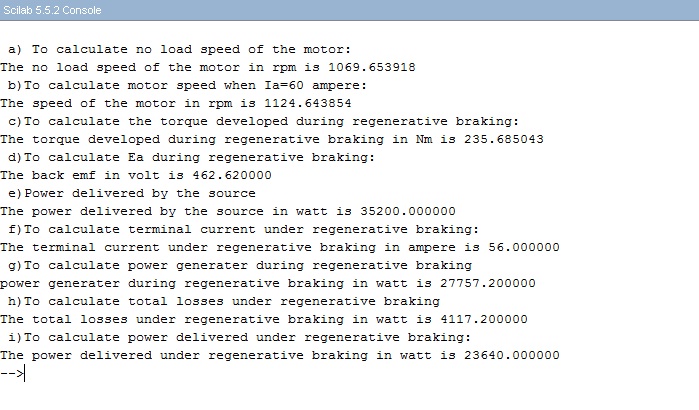 Scilab 5.5.2 Console
a) To calculate no load speed of the motor:
The no load speed of the motor in rpm is 1069.653918
b)To calculate motor speed when Ia=60 ampere:
The speed of the motor in rpm is 1124.643854
c)To calculate the torque developed during regenerative braking:
The torque developed during regenerative braking in Nm is 235.685043
d)To calculate Ea during regenerative braking:
The back emf in volt is 462.620000
e)Power delivered by the source
The power delivered by the source in watt is 35200.000000
f)To calculate terminal current under regenerative braking:
The terminal current under regenerative braking in ampere is 56.000000
g)To calculate power generater during regenerative braking
power generater during regenerative braking in watt is 27757.200000
h)To calculate total losses under regenerative braking
The total losses under regenerative braking in watt is 4117.200000
i)To calculate power delivered under regenerative braking:
The power delivered under regenerative braking in watt is 23640.000000
-->